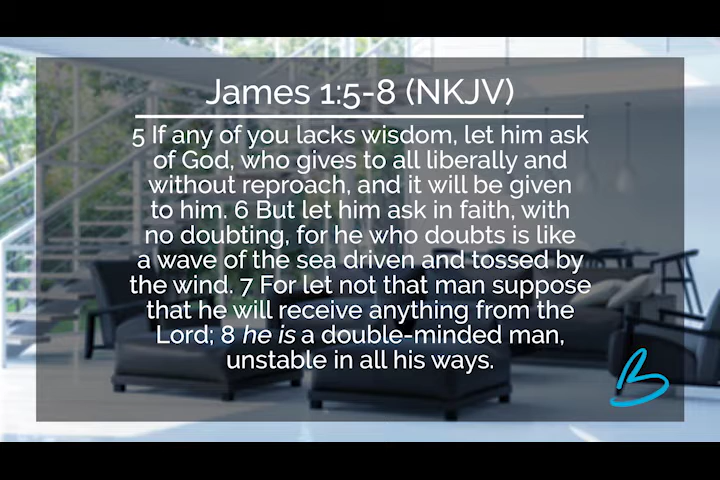 James 1:5-8 (NKJV)
5 If any of you lacks wisdom, let him ask
of God, who gives to all liberally and
without reproach, and it will be given
to him. 6 But let him ask in faith, with
no doubting, for he who doubts is like
a wave of the sea driven and tossed by
the wind. 7 For let not that man suppose
that he will receive anything from the
Lord; 8 he is a double-minded man,
unstable in all his ways.
B